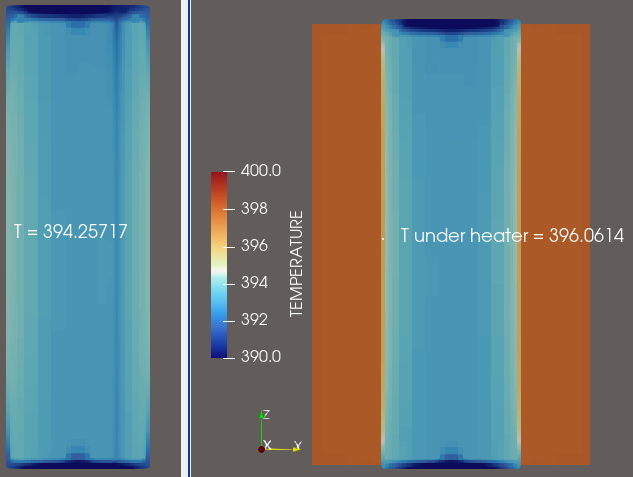 T = 394.25717
400.0
398
396
394
392
390.0
TEMPERATURE
T under heater = 396.0614
Z
X
Y